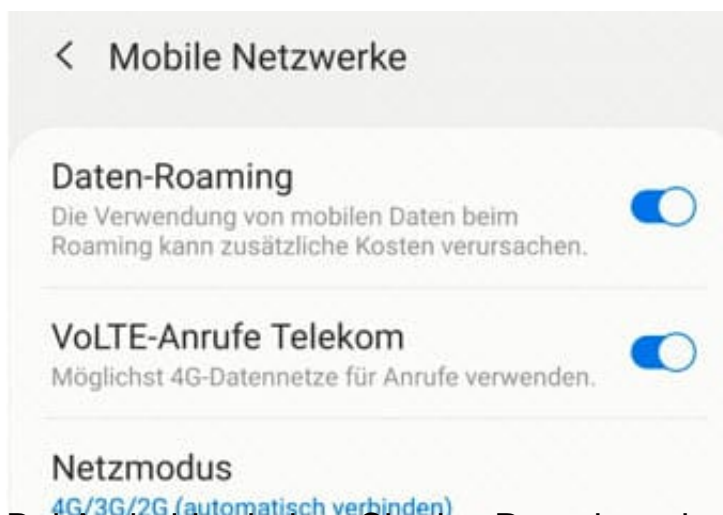 Mobile Netzwerke
Daten-Roaming
Die Verwendung von mobilen Daten beim
Roaming kann zusätzliche Kosten verursachen.
VoLTE-Anrufe Telekom
Möglichst 4G-Datennetze für Anrufe verwenden.
Netzmodus
4G/3G/2G (automatisch verbinden)